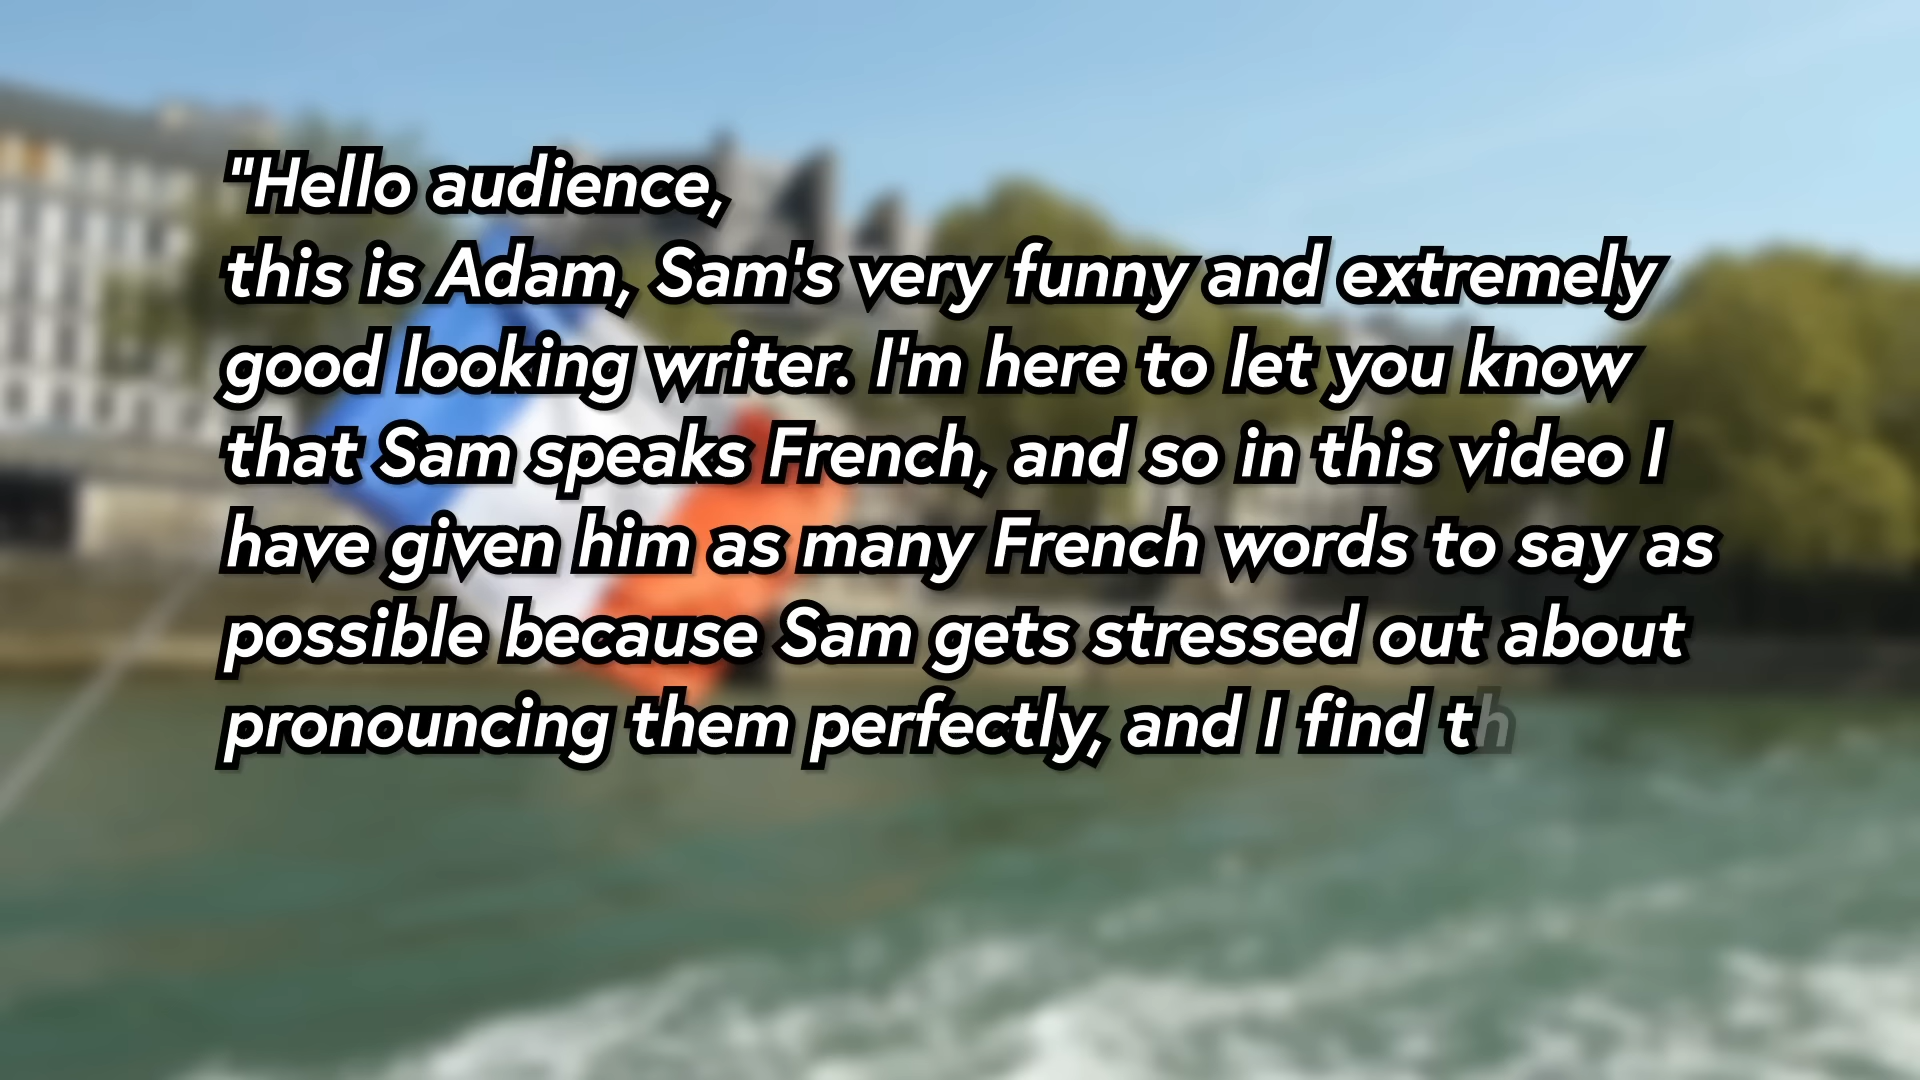 "Hello audience,
this is Adam, Sam's very funny and extremely
good looking writer. I'm here to let you know
that Sam speaks French, and so in this video I
have given him as many French words to say as
possible because Sam gets stressed out about
pronouncing them perfectly, and I find th